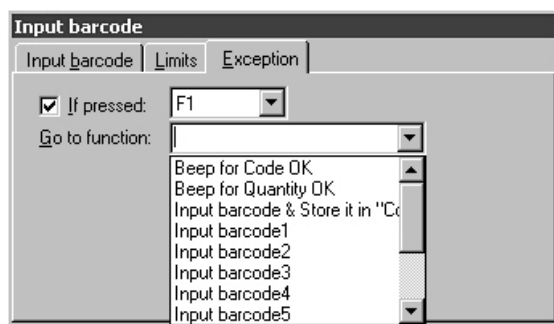 Input barcode
Input barcode Limits Exception
If pressed: F1
Go to function:
Beep for Code OK
Beep for Quantity OK
Input barcode & Store it in "Co
Input barcode1
Input barcode2
Input barcode3
Input barcode4
Input barcode5